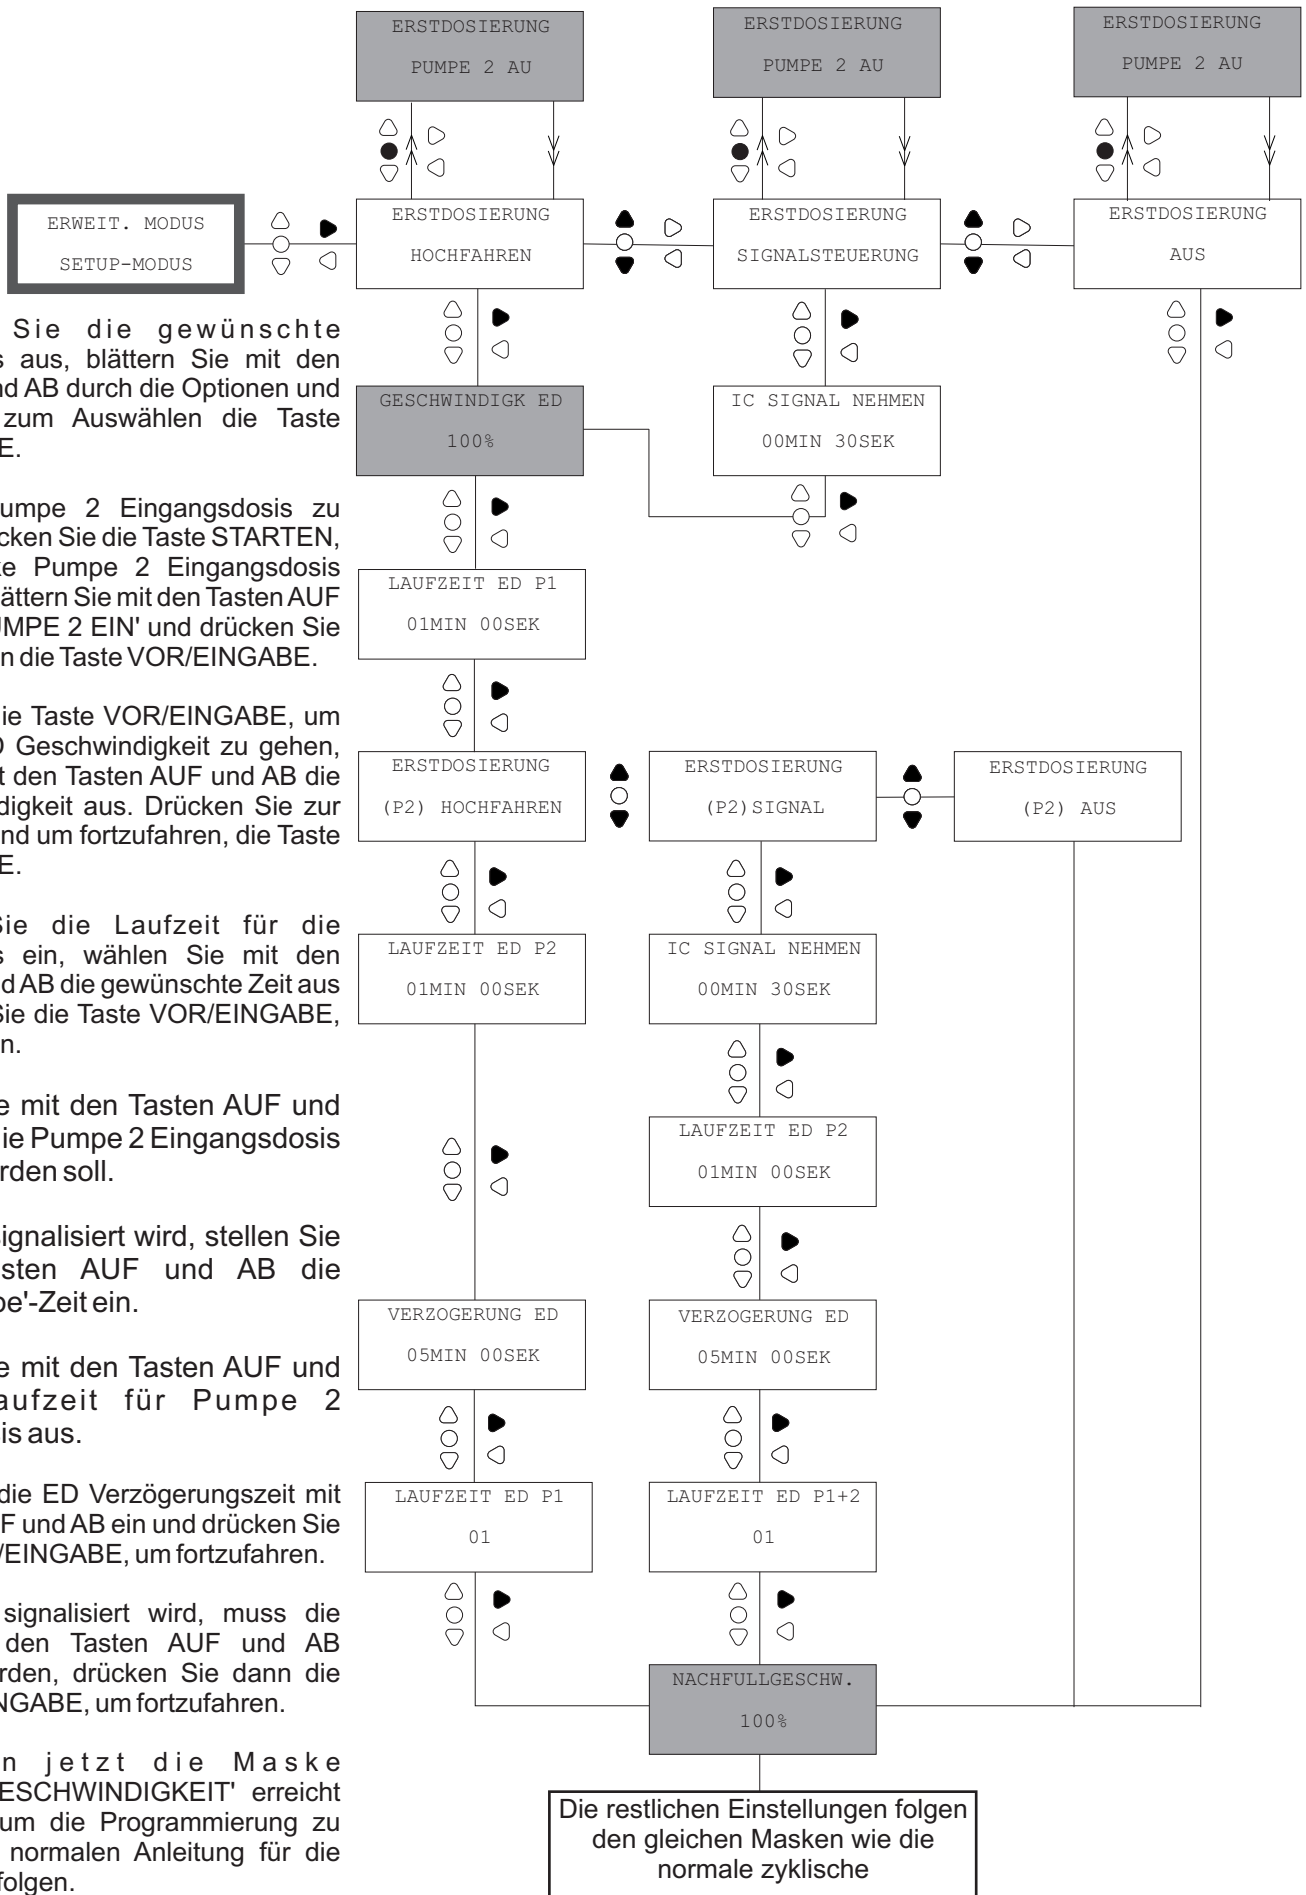 ERSTDOSIERUNG
PUMPE 2 AU
ERSTDOSIERUNG
PUMPE 2 AU
ERSTDOSIERUNG
PUMPE 2 AU
ERWEIT. MODUS
SETUP-MODUS
ERSTDOSIERUNG
HOCHFAHREN
ERSTDOSIERUNG
SIGNALSTEUERUNG
ERSTDOSIERUNG
AUS
Sie die gewünschte
s aus, blättern Sie mit den
nd AB durch die Optionen und
zum Auswählen die Taste
E.
umpe 2 Eingangsdosis zu
cken Sie die Taste STARTEN,
ke Pumpe 2 Eingangsdosis
ättern Sie mit den Tasten AUF
UMPE 2 EIN' und drücken Sie
n die Taste VOR/EINGABE.
ie Taste VOR/EINGABE, um
D Geschwindigkeit zu gehen,
t den Tasten AUF und AB die
digkeit aus. Drücken Sie zur
nd um fortzufahren, die Taste
E.
Sie die Laufzeit für die
s ein, wählen Sie mit den
d AB die gewünschte Zeit aus
Sie die Taste VOR/EINGABE,
n.
e mit den Tasten AUF und
ie Pumpe 2 Eingangsdosis
rden soll.
ignalisiert wird, stellen Sie
sten AUF und AB die
be'-Zeit ein.
e mit den Tasten AUF und
aufzeit für Pumpe 2
is aus.
die ED Verzögerungszeit mit
F und AB ein und drücken Sie
/EINGABE, um fortzufahren.
signalisiert wird, muss die
den Tasten AUF und AB
rden, drücken Sie dann die
NGABE, um fortzufahren.
n jetzt die Maske
ESCHWINDIGKEIT' erreicht
um die Programmierung zu
normalen Anleitung für die
folgen.
GESCHWINDIGK ED
100%
IC SIGNAL NEHMEN
00MIN 30SEK
LAUFZEIT ED P1
01MIN 00SEK
ERSTDOSIERUNG
(P2) HOCHFAHREN
ERSTDOSIERUNG
(P2)SIGNAL
ERSTDOSIERUNG
(P2) AUS
LAUFZEIT ED P2
01MIN 00SEK
IC SIGNAL NEHMEN
00MIN 30SEK
LAUFZEIT ED P2
01MIN 00SEK
VERZOGERUNG ED
05MIN 00SEK
VERZOGERUNG ED
05MIN 00SEK
LAUFZEIT ED P1
01
LAUFZEIT ED P1+2
01
NACHFULLGESCHW.
100%
Die restlichen Einstellungen folgen
den gleichen Masken wie die
normale zyklische